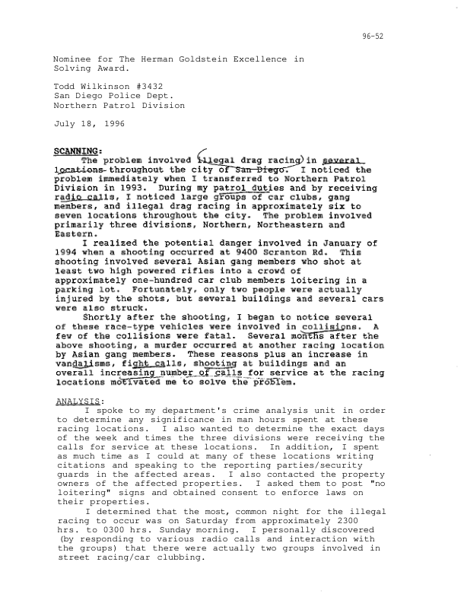 96-52
Nominee for The Herman Goldstein Excellence in
Solving Award.
Todd Wilkinson #3432
San Diego Police Dept.
Northern Patrol Division
July 18, 1996
SCANNING:
The problem involved illegal drag racing in several
locations throughout the city of San Diego. I noticed the
problem immediately when I transferred to Northern Patrol
Division in 1993. During my patrol duties and by receiving
radio calls, I noticed large groups of car clubs, gang
members, and illegal drag racing in approximately six to
seven locations throughout the city. The problem involved
primarily three divisions, Northern, Northeastern and
Eastern.
I realized the potential danger involved in January of
1994 when a shooting occurred at 9400 Scranton Rd. This
shooting involved several Asian gang members who shot at
least two high powered rifles into a crowd of
approximately one-hundred car club members loitering in a
parking lot. Fortunately, only two people were actually
injured by the shots, but several buildings and several cars
were also struck.
Shortly after the shooting, I began to notice several
of these race-type vehicles were involved in collisions. A
few of the collisions were fatal. Several months after the
above shooting, a murder occurred at another racing location
by Asian gang members. These reasons plus an increase in
vandalisms, fight calls, shooting at buildings and an
overall increasing number of calls for service at the racing
locations motivated me to solve the problem.
ANALYSIS:
I spoke to my department's crime analysis unit in order
to determine any significance in man hours spent at these
racing locations. I also wanted to determine the exact days
of the week and times the three divisions were receiving the
calls for service at these locations. In addition, I spent
as much time as I could at many of these locations writing
citations and speaking to the reporting parties/security
guards in the affected areas. I also contacted the property
owners of the affected properties. I asked them to post "no
loitering" signs and obtained consent to enforce laws on
their properties.
I determined that the most, common night for the illegal
racing to occur was on Saturday from approximately 2300
hrs. to 0300 hrs. Sunday morning. I personally discovered
(by responding to various radio calls and interaction with
the groups) that there were actually two groups involved in
street racing/car clubbing.